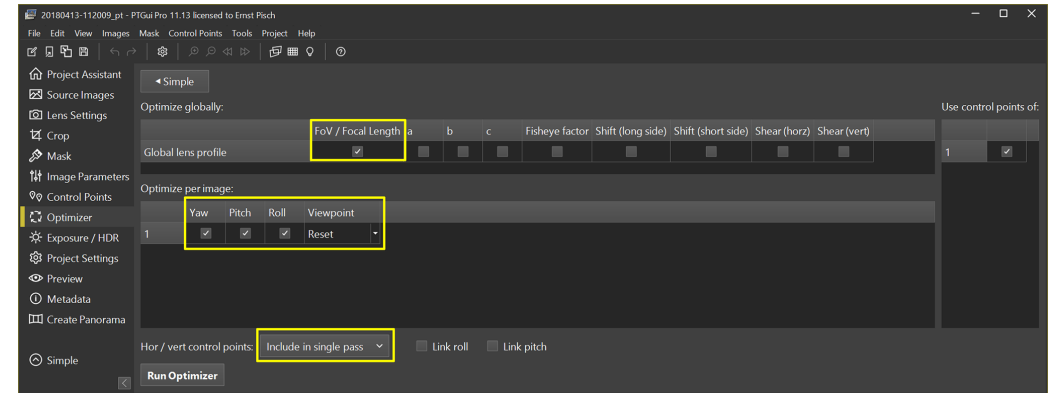 20180413-112009_pt - PTGui Pro 11.13 licensed to Ernst Pisch
File Edit View Images Mask Control Points Tools Project Help
Project Assistant
Source Images
Lens Settings
Crop
Mask
Image Parameters
Control Points
Optimizer
Exposure / HDR
Project Settings
Preview
Metadata
Create Panorama
Simple
Simple
Optimize globally:
FoV / Focal Length a b c Fisheye factor Shift (long side) Shift (short side) Shear (horz) Shear (vert)
Global lens profile
Optimize per image:
Yaw Pitch Roll Viewpoint
1 Reset
Hor / vert control points: Include in single pass Link roll Link pitch
Run Optimizer
Use control points of:
1